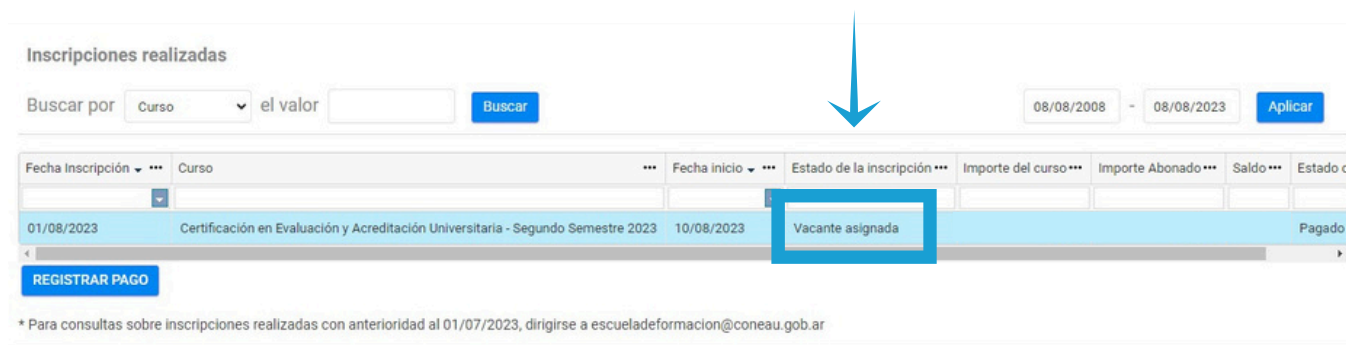 Inscripciones realizadas
Buscar por Curso el valor Buscar 08/08/2008 - 08/08/2023 Aplicar
Fecha Inscripción ••• Curso ••• Fecha inicio ••• Estado de la inscripción ••• Importe del curso ••• Importe Abonado ••• Saldo ••• Estado
01/08/2023 Certificación en Evaluación y Acreditación Universitaria - Segundo Semestre 2023 10/08/2023 Vacante asignada Pagado
REGISTRAR PAGO
* Para consultas sobre inscripciones realizadas con anterioridad al 01/07/2023, dirigirse a escueladeformacion@coneau.gob.ar